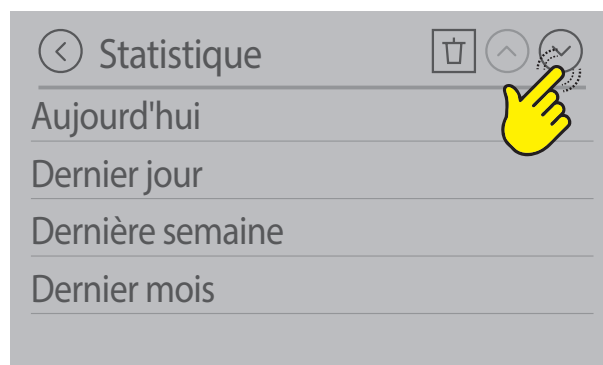 Statistique
Aujourd'hui
Dernier jour
Dernière semaine
Dernier mois